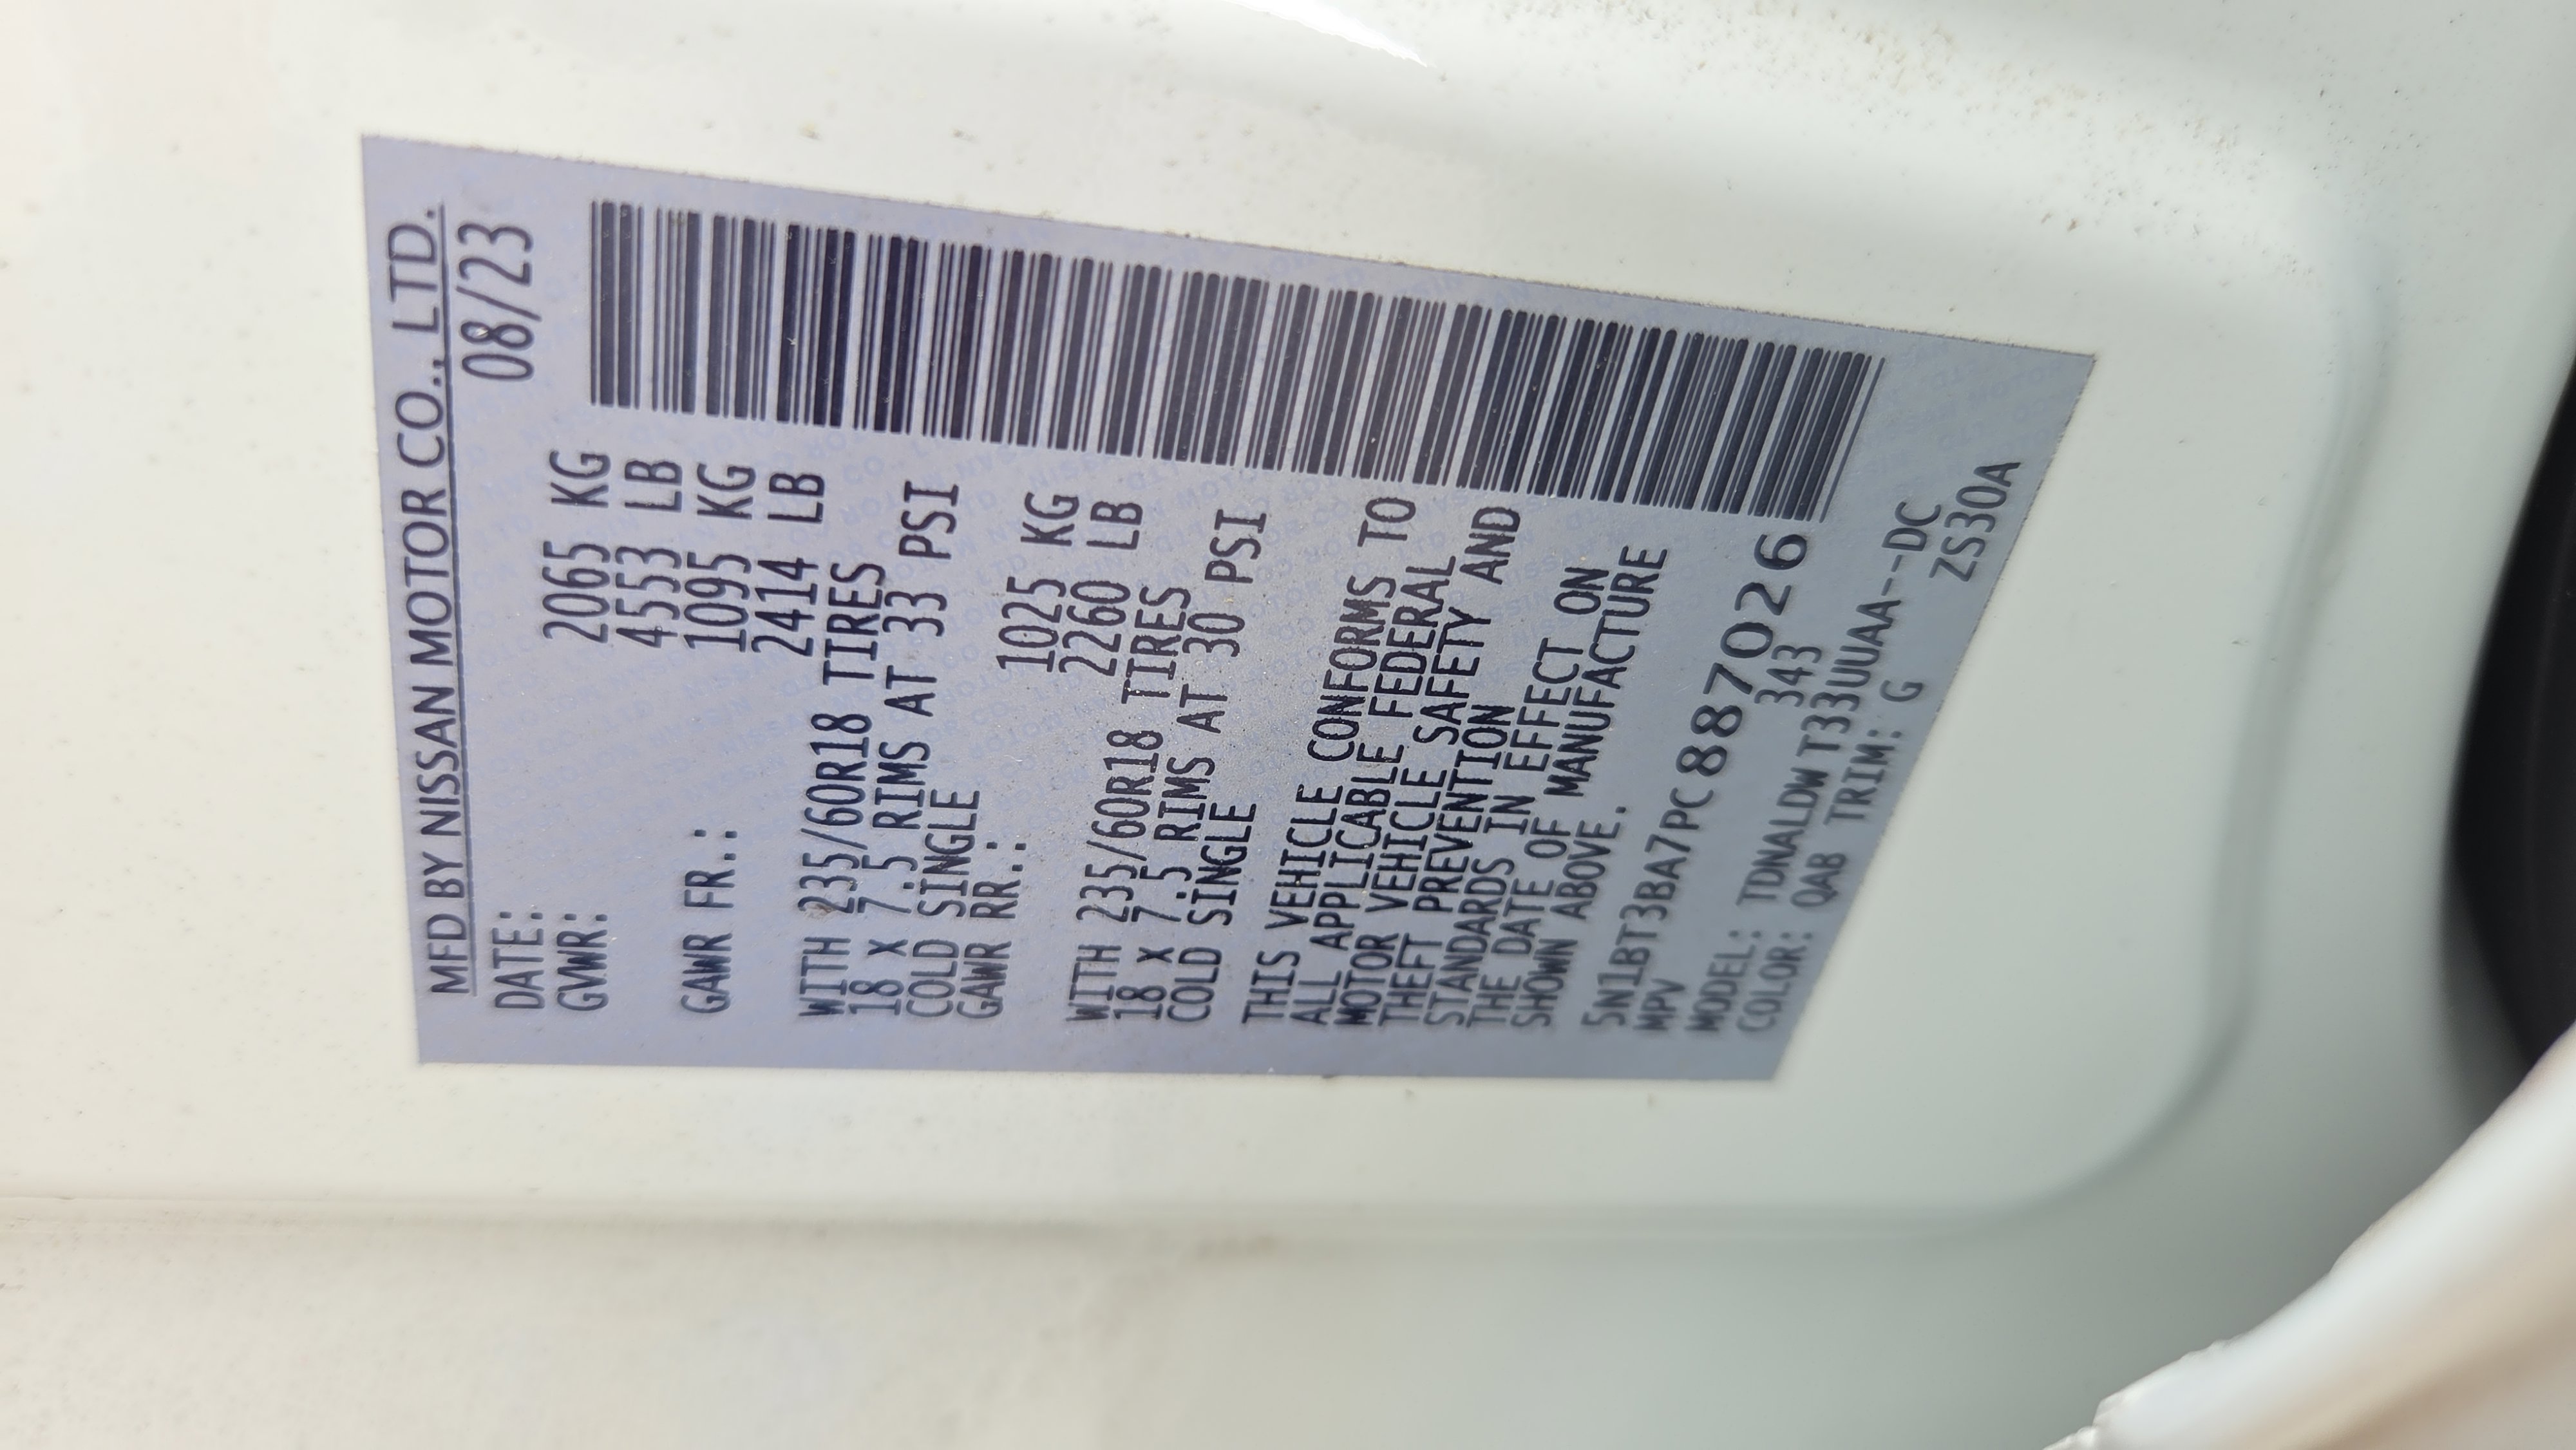 MFD BY NISSAN MOTOR CO., LTD.
DATE: 08/23
GVWR: 2065 KG
4553 LB
GAWR FR.: 1095 KG
2414 LB
WITH 235/60R18 TIRES
18 x 7.5 RIMS AT 33 PSI
COLD SINGLE
GAWR RR.: 1025 KG
2260 LB
WITH 235/60R18 TIRES
18 x 7.5 RIMS AT 30 PSI
COLD SINGLE
THIS VEHICLE CONFORMS TO
ALL APPLICABLE FEDERAL
MOTOR VEHICLE SAFETY AND
THEFT PREVENTION
STANDARDS IN EFFECT ON
THE DATE OF MANUFACTURE
SHOWN ABOVE.
5N1BT3BA7PC887026
MPV 343
MODEL: TDNALDWT33UUAA--DC
COLOR: QAB TRIM: G ZS30A